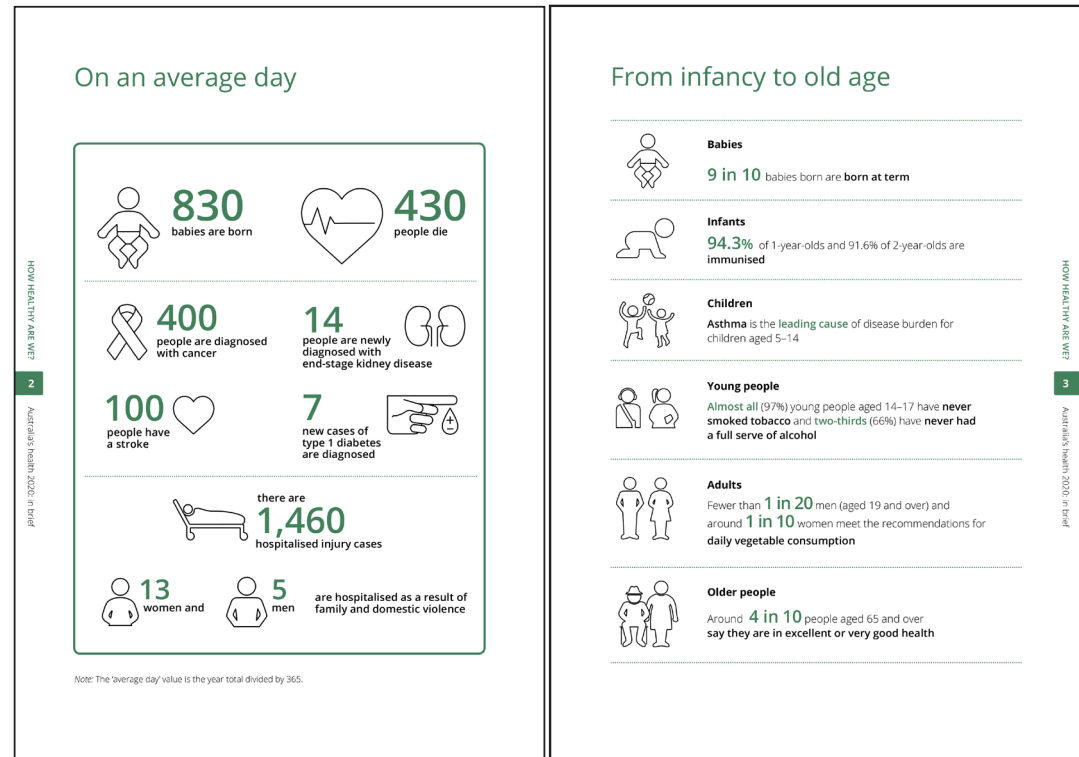 On an average day
830
babies are born
430
people die
400
people are diagnosed
with cancer
14
people are newly
diagnosed with
end-stage kidney disease
100
people have
a stroke
7
new cases of
type 1 diabetes
are diagnosed
there are
1,460
hospitalised injury cases
13
women and
5
men
are hospitalised as a result of
family and domestic violence
Note: The 'average day' value is the year total divided by 365.
HOW HEALTHY ARE WE?
2
Australia's health 2020: in brief
From infancy to old age
Babies
9 in 10 babies born are born at term
Infants
94.3% of 1-year-olds and 91.6% of 2-year-olds are
immunised
Children
Asthma is the leading cause of disease burden for
children aged 5–14
Young people
Almost all (97%) young people aged 14–17 have never
smoked tobacco and two-thirds (66%) have never had
a full serve of alcohol
Adults
Fewer than 1 in 20 men (aged 19 and over) and
around 1 in 10 women meet the recommendations for
daily vegetable consumption
Older people
Around 4 in 10 people aged 65 and over
say they are in excellent or very good health
HOW HEALTHY ARE WE?
3
Australia's health 2020: in brief